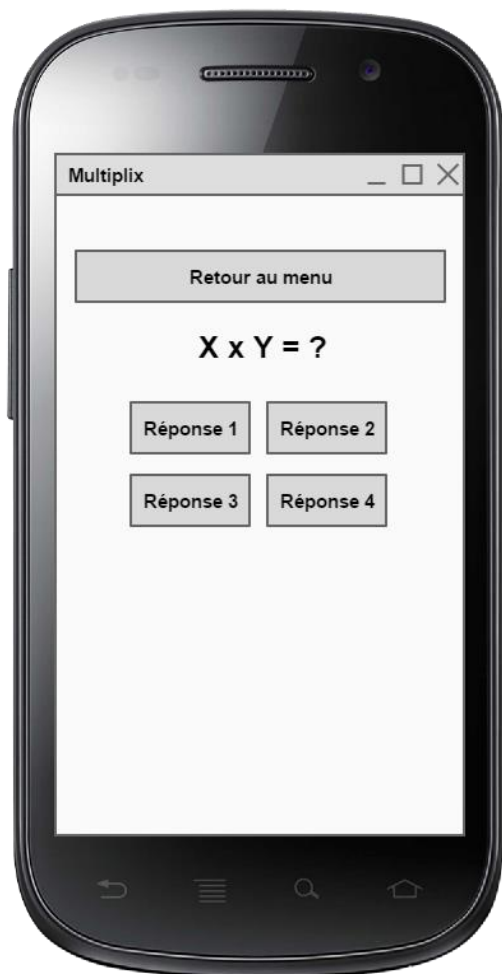 Multiplix
Retour au menu
X x Y = ?
Réponse 1 Réponse 2
Réponse 3 Réponse 4